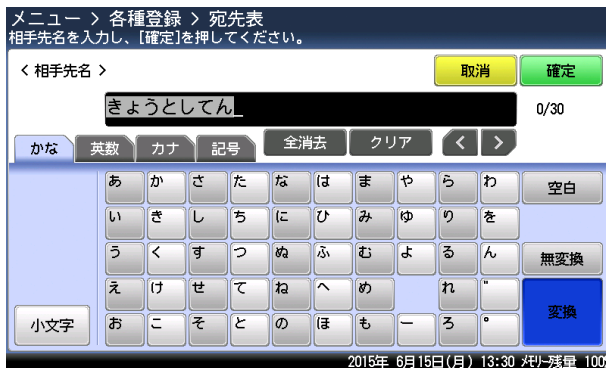 メニュー > 各種登録 > 宛先表
相手先名を入力し、[確定]を押してください。
< 相手先名 > 取消 確定
きょうとしてん_ 0/30
かな 英数 カナ 記号 全消去 クリア < >
あ か さ た な は ま や ら わ 空白
い き し ち に ひ み ゆ り を
う く す つ ぬ ふ む よ る ん 無変換
え け せ て ね へ め れ ゛ 変換
小文字 お こ そ と の ほ も ー ろ ゜
2015年 6月15日(月) 13:30 メモリー残量 100%